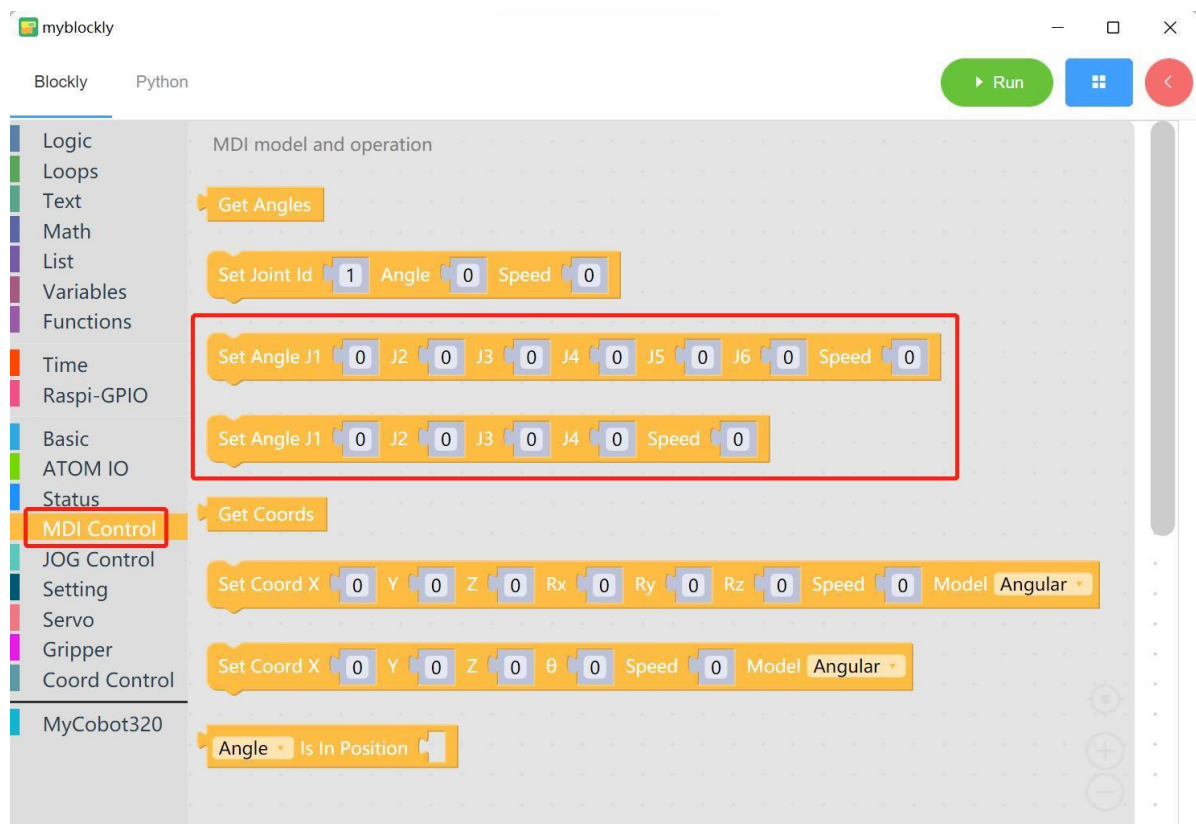 myblockly
Blockly Python
Run
Logic
Loops
Text
Math
List
Variables
Functions
Time
Raspi-GPIO
Basic
ATOM IO
Status
MDI Control
JOG Control
Setting
Servo
Gripper
Coord Control
MyCobot320
MDI model and operation
Get Angles
Set Joint Id 1 Angle 0 Speed 0
Set Angle J1 0 J2 0 J3 0 J4 0 J5 0 J6 0 Speed 0
Set Angle J1 0 J2 0 J3 0 J4 0 Speed 0
Get Coords
Set Coord X 0 Y 0 Z 0 Rx 0 Ry 0 Rz 0 Speed 0 Model Angular
Set Coord X 0 Y 0 Z 0 θ 0 Speed 0 Model Angular
Angle Is In Position